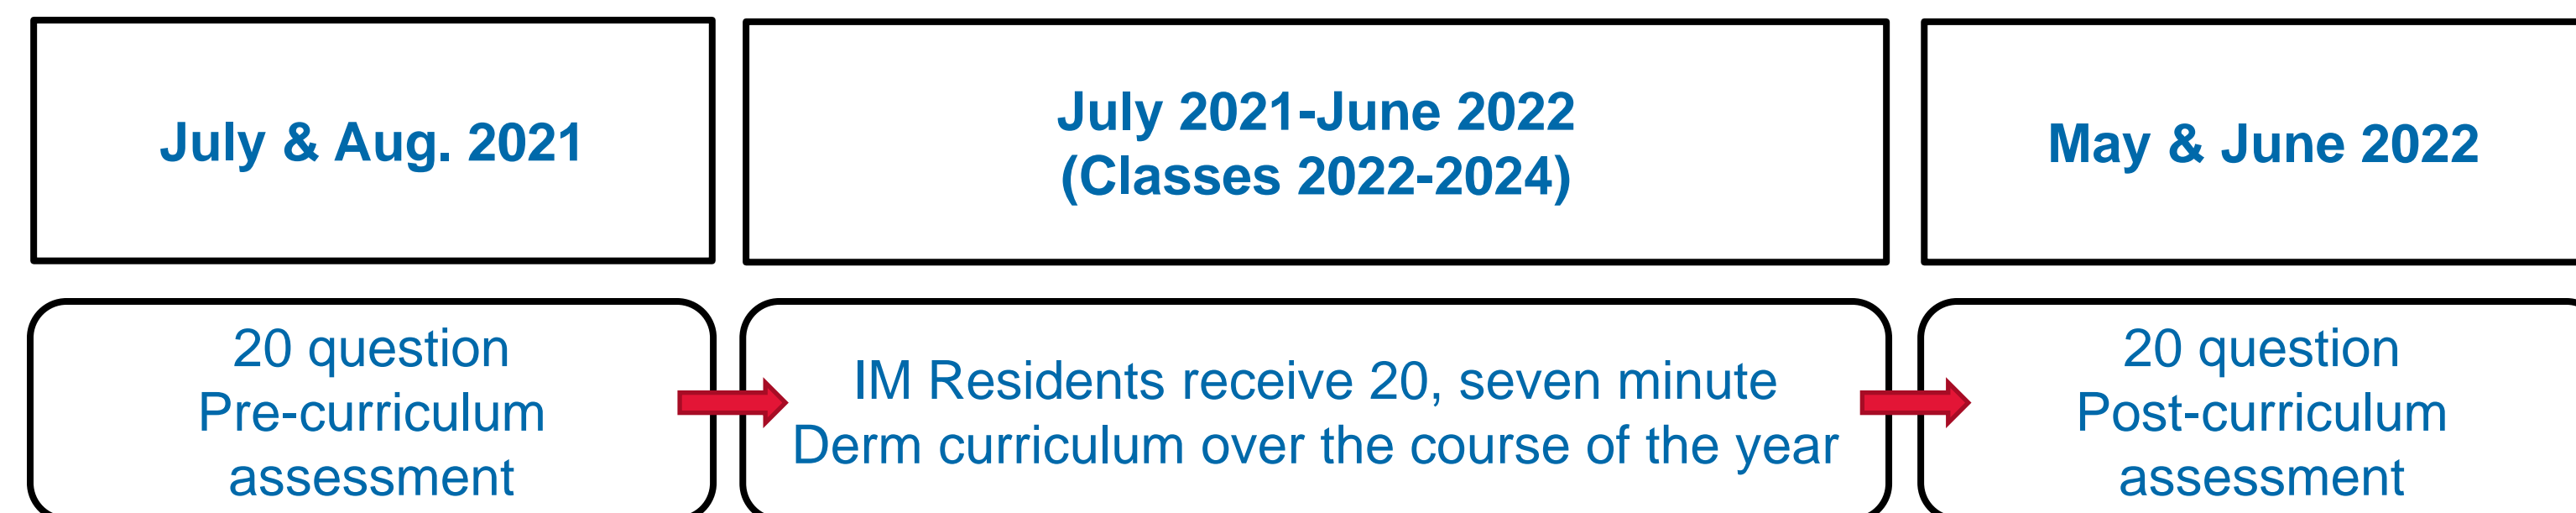 July & Aug. 2021
July 2021-June 2022
(Classes 2022-2024)
May & June 2022
20 question
Pre-curriculum
assessment
IM Residents receive 20, seven minute
Derm curriculum over the course of the year
20 question
Post-curriculum
assessment